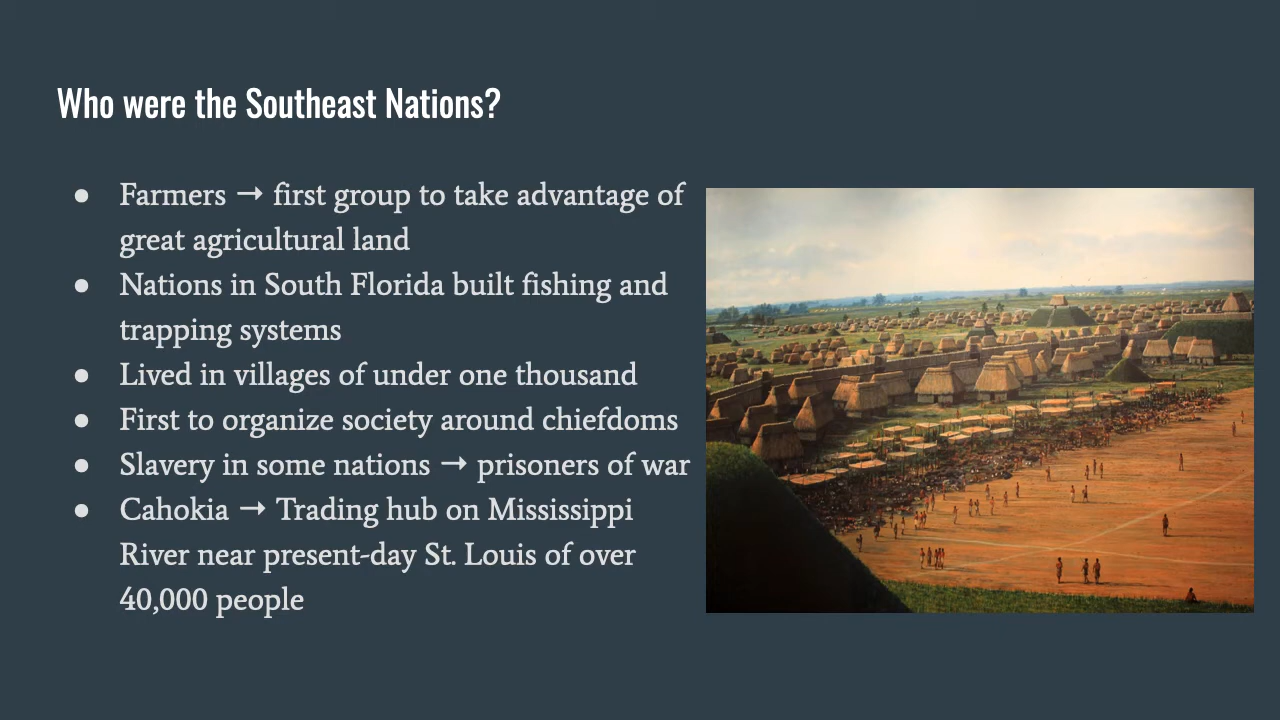 Who were the Southeast Nations?
● Farmers → first group to take advantage of
great agricultural land
● Nations in South Florida built fishing and
trapping systems
● Lived in villages of under one thousand
● First to organize society around chiefdoms
● Slavery in some nations → prisoners of war
● Cahokia → Trading hub on Mississippi
River near present-day St. Louis of over
40,000 people